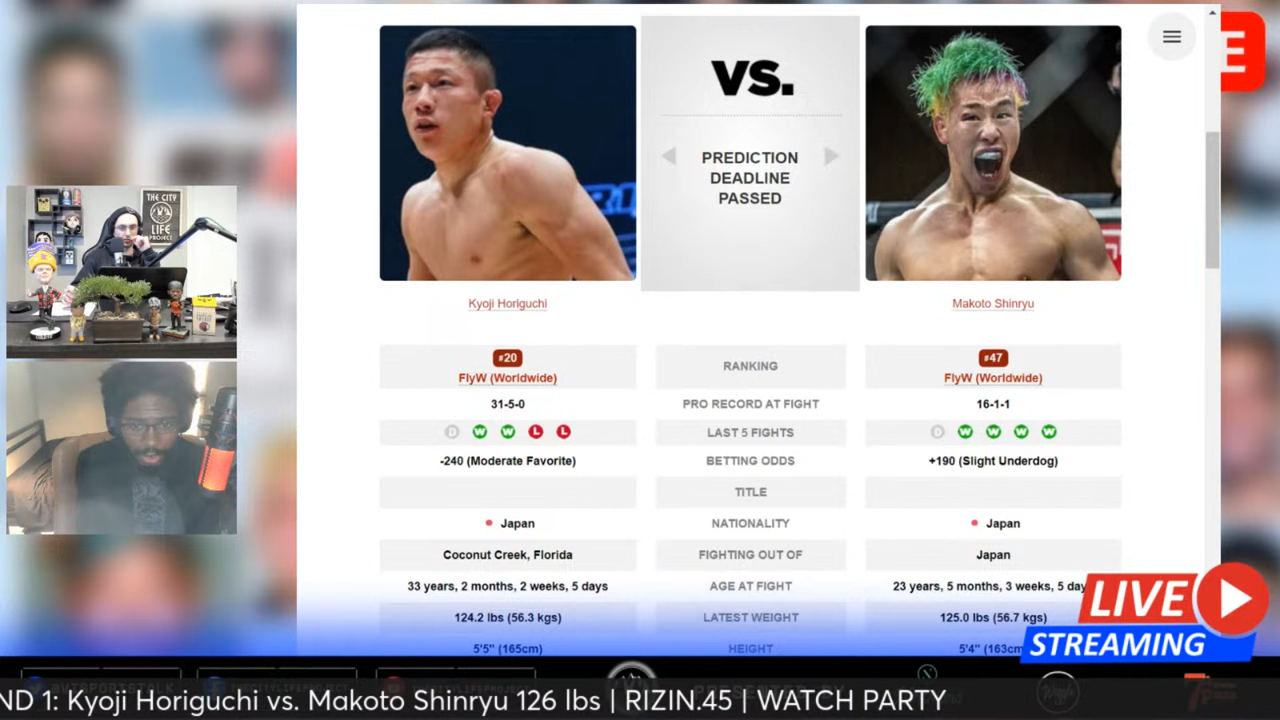 VS.
PREDICTION
DEADLINE
PASSED
E
THE CITY
LIFE
PROJECT
Kyoji Horiguchi
Makoto Shinryu
#20
FlyW (Worldwide)
RANKING
#47
FlyW (Worldwide)
31-5-0
PRO RECORD AT FIGHT
16-1-1
D W W L L
LAST 5 FIGHTS
D W W W W
-240 (Moderate Favorite)
BETTING ODDS
+190 (Slight Underdog)
TITLE
Japan
NATIONALITY
Japan
Coconut Creek, Florida
FIGHTING OUT OF
Japan
33 years, 2 months, 2 weeks, 5 days
AGE AT FIGHT
23 years, 5 months, 3 weeks, 5 day
124.2 lbs (56.3 kgs)
LATEST WEIGHT
125.0 lbs (56.7 kgs)
5'5" (165cm)
HEIGHT
5'4" (163cm
LIVE
STREAMING
ND 1: Kyoji Horiguchi vs. Makoto Shinryu 126 lbs | RIZIN.45 | WATCH PARTY